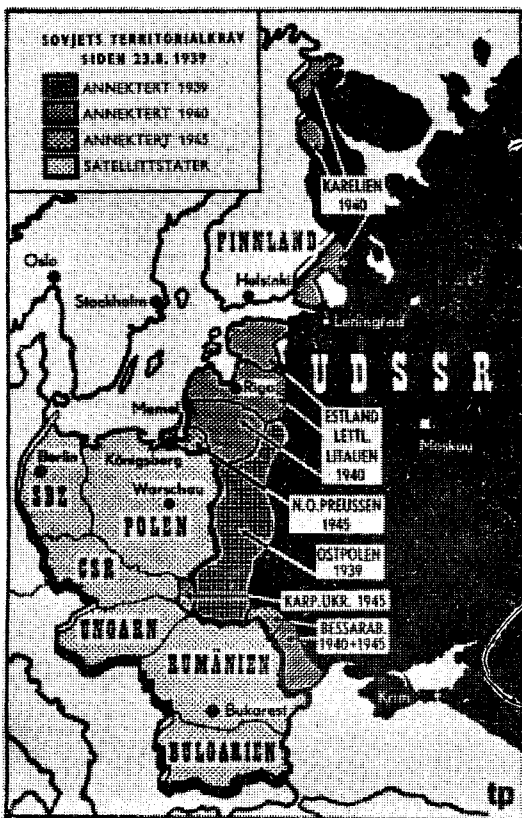 SOVJETS TERRITORIALKRAV
SIDEN 23.8. 1939
ANNEKTERT 1939
ANNEKTERT 1940
ANNEKTERT 1945
SATELLITTSTATER
KARELIEN
1940
FINNLAND
Oslo
Helsinki
Stockholm
Leningrad
UDSSR
Riga
Memel
ESTLAND
LETTL.
LITAUEN
1940
Moskau
Berlin
Königsberg
SBZ
Warschau
N.O. PREUSSEN
1945
POLEN
OSTPOLEN
1939
CSR
KARP. UKR. 1945
UNGARN
BESSARAB.
1940+1945
RUMÄNIEN
Bukarest
BULGARIEN
tp